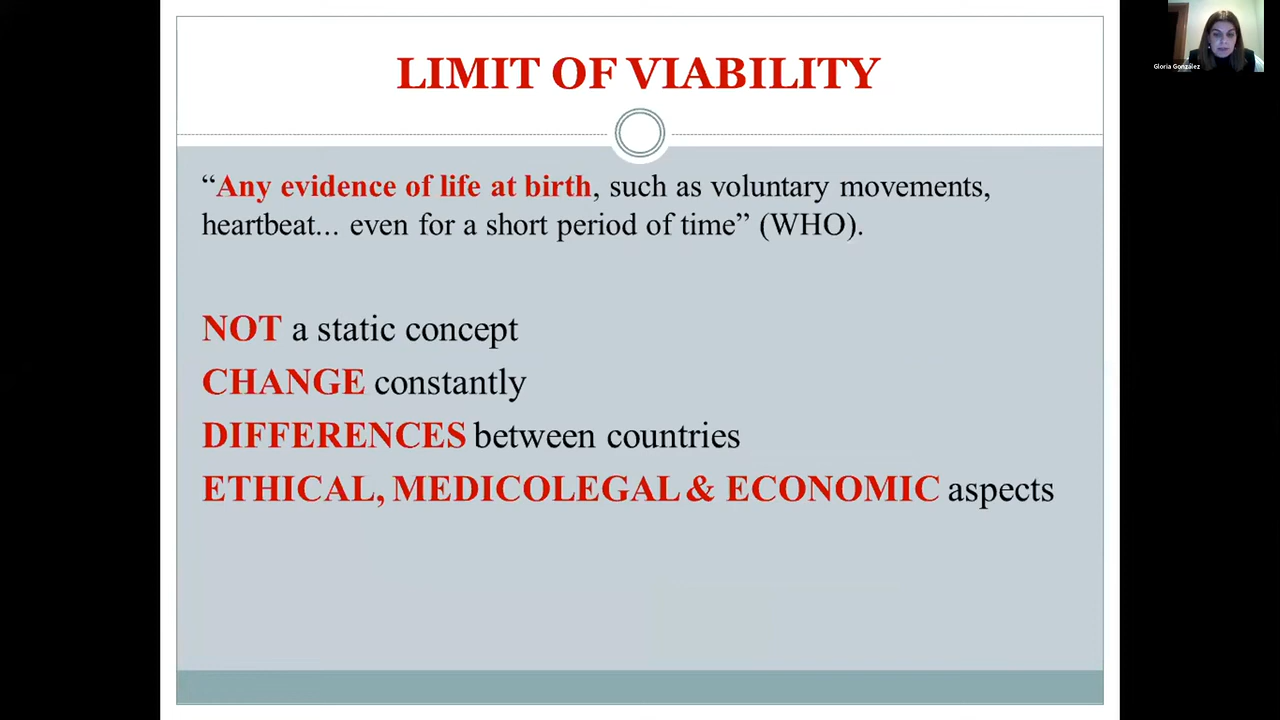 LIMIT OF VIABILITY
“Any evidence of life at birth, such as voluntary movements,
heartbeat... even for a short period of time” (WHO).
NOT a static concept
CHANGE constantly
DIFFERENCES between countries
ETHICAL, MEDICOLEGAL & ECONOMIC aspects
Gloria González